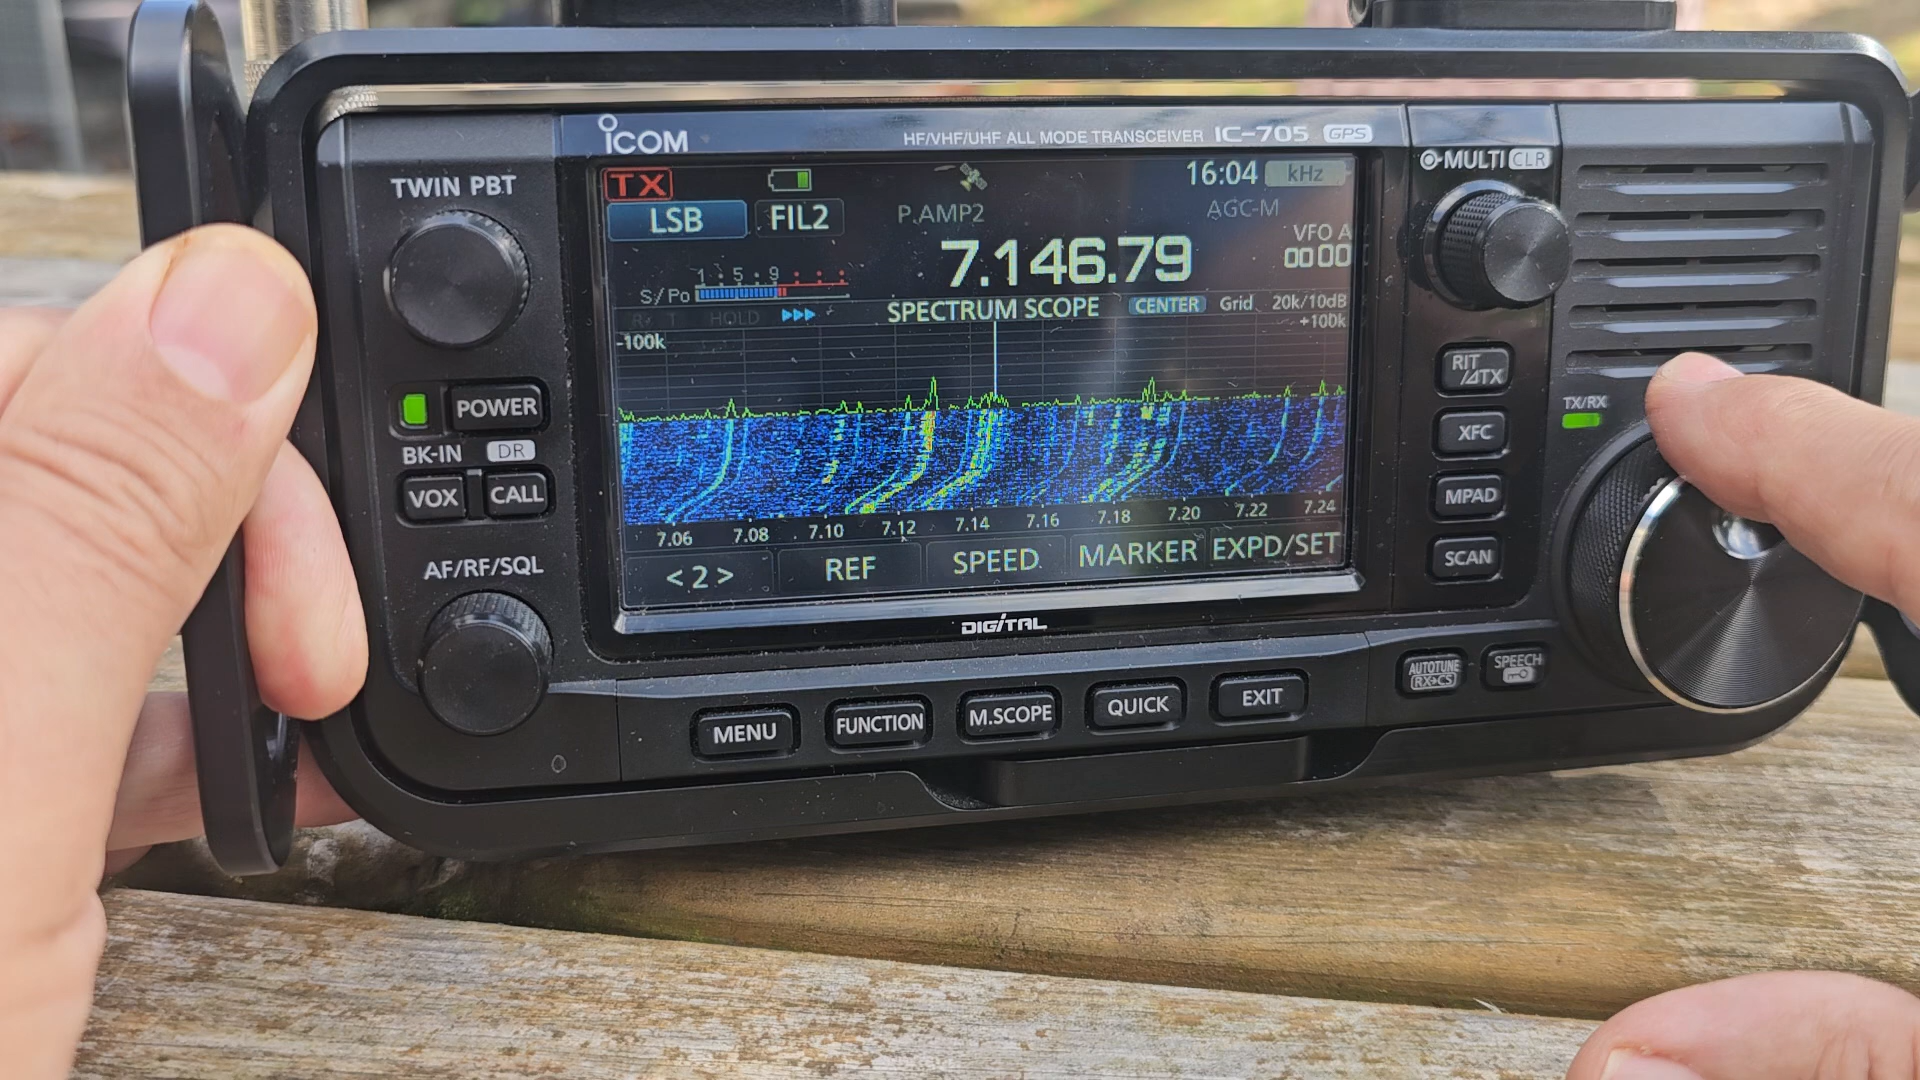 ICOM
HF/VHF/UHF ALL MODE TRANSCEIVER IC-705 GPS
TWIN PBT
TX
16:04 kHz
MULTI CLR
LSB FIL2 P.AMP2 AGC-M
7.146.79
VFO A
0000
1 · 5 · 9
S/Po
HOLD
SPECTRUM SCOPE CENTER Grid 20k/10dB
-100k
+100k
RIT/⊿TX
POWER
TX/RX
BK-IN DR
XFC
VOX CALL
MPAD
7.06 7.08 7.10 7.12 7.14 7.16 7.18 7.20 7.22 7.24
< 2 > REF SPEED MARKER EXPD/SET
SCAN
AF/RF/SQL
DIGITAL
MENU FUNCTION M.SCOPE QUICK EXIT
AUTOTUNE
RX→CS
SPEECH